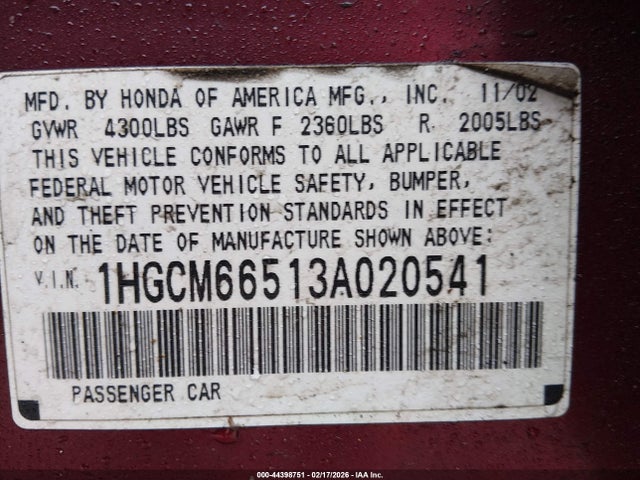 MFD. BY HONDA OF AMERICA MFG., INC. 11/02
GVWR 4300LBS GAWR F 2360LBS R 2005LBS
THIS VEHICLE CONFORMS TO ALL APPLICABLE
FEDERAL MOTOR VEHICLE SAFETY, BUMPER,
AND THEFT PREVENTION STANDARDS IN EFFECT
ON THE DATE OF MANUFACTURE SHOWN ABOVE:
V.I.N. 1HGCM66513A020541
PASSENGER CAR
000-44398751 - 02/17/2026 - IAA Inc.